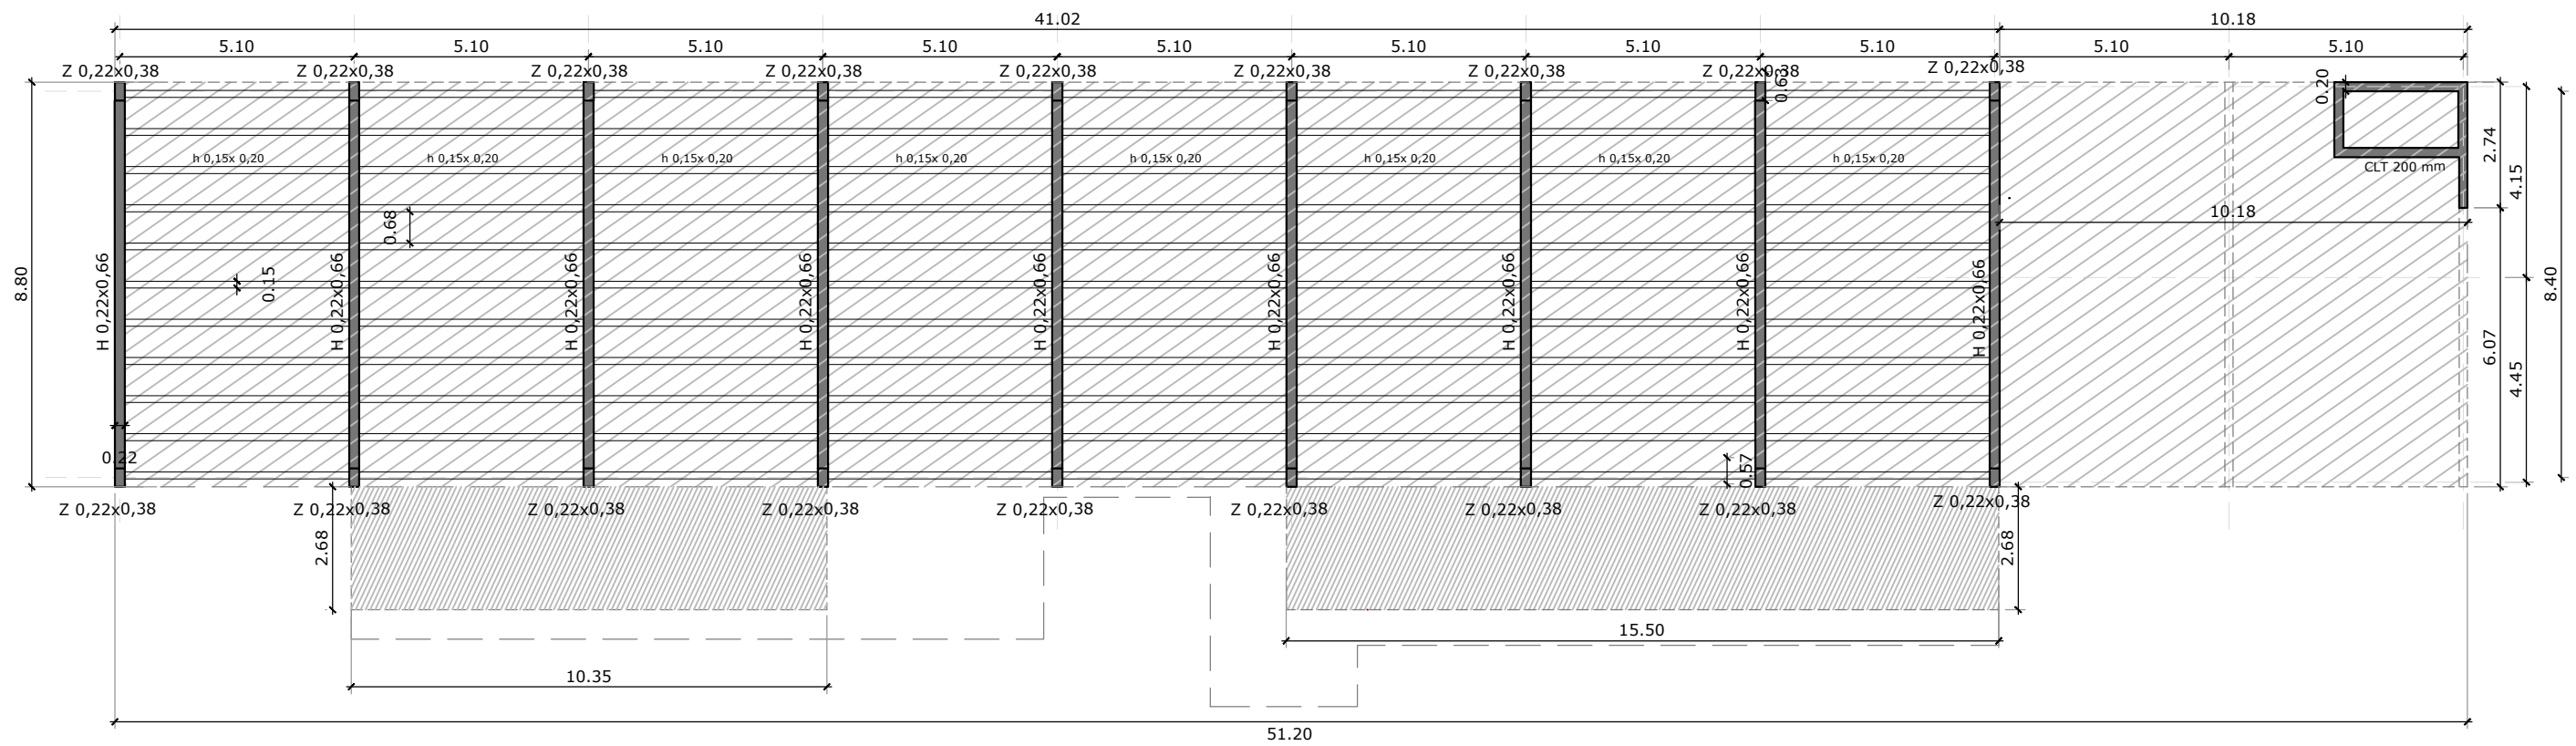 41.02
10.18
5.10
5.10
5.10
5.10
5.10
5.10
5.10
5.10
5.10
5.10
Z 0,22x0,38
Z 0,22x0,38
Z 0,22x0,38
Z 0,22x0,38
Z 0,22x0,38
Z 0,22x0,38
Z 0,22x0,38
Z 0,22x0,38
Z 0,22x0,38
0.63
0.20
2.74
4.15
h 0,15x 0,20
h 0,15x 0,20
h 0,15x 0,20
h 0,15x 0,20
h 0,15x 0,20
h 0,15x 0,20
h 0,15x 0,20
h 0,15x 0,20
CLT 200 mm
10.18
0.68
0.15
8.80
H 0,22x0,66
H 0,22x0,66
H 0,22x0,66
H 0,22x0,66
H 0,22x0,66
H 0,22x0,66
H 0,22x0,66
H 0,22x0,66
H 0,22x0,66
8.40
6.07
4.45
0.22
0.57
Z 0,22x0,38
Z 0,22x0,38
Z 0,22x0,38
Z 0,22x0,38
Z 0,22x0,38
Z 0,22x0,38
Z 0,22x0,38
Z 0,22x0,38
Z 0,22x0,38
2.68
2.68
15.50
10.35
51.20